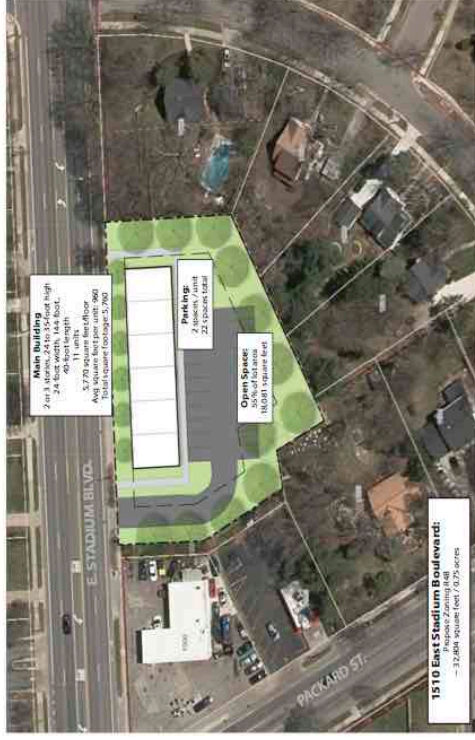 Main Building
2 or 3 stories, 24 to 35-foot high
24-foot width, 144-foot,
40-foot length
11 units
5,770 square feet/floor
Avg square feet per unit: 960
Total square footage: 5,760
Parking:
2 spaces / unit
22 spaces total
Open Space:
55% of lot area
18,081 square feet
E. STADIUM BLVD.
PACKARD ST.
1510 East Stadium Boulevard:
Propose Zoning R4B
~ 32,804 square feet / 0.75 acres